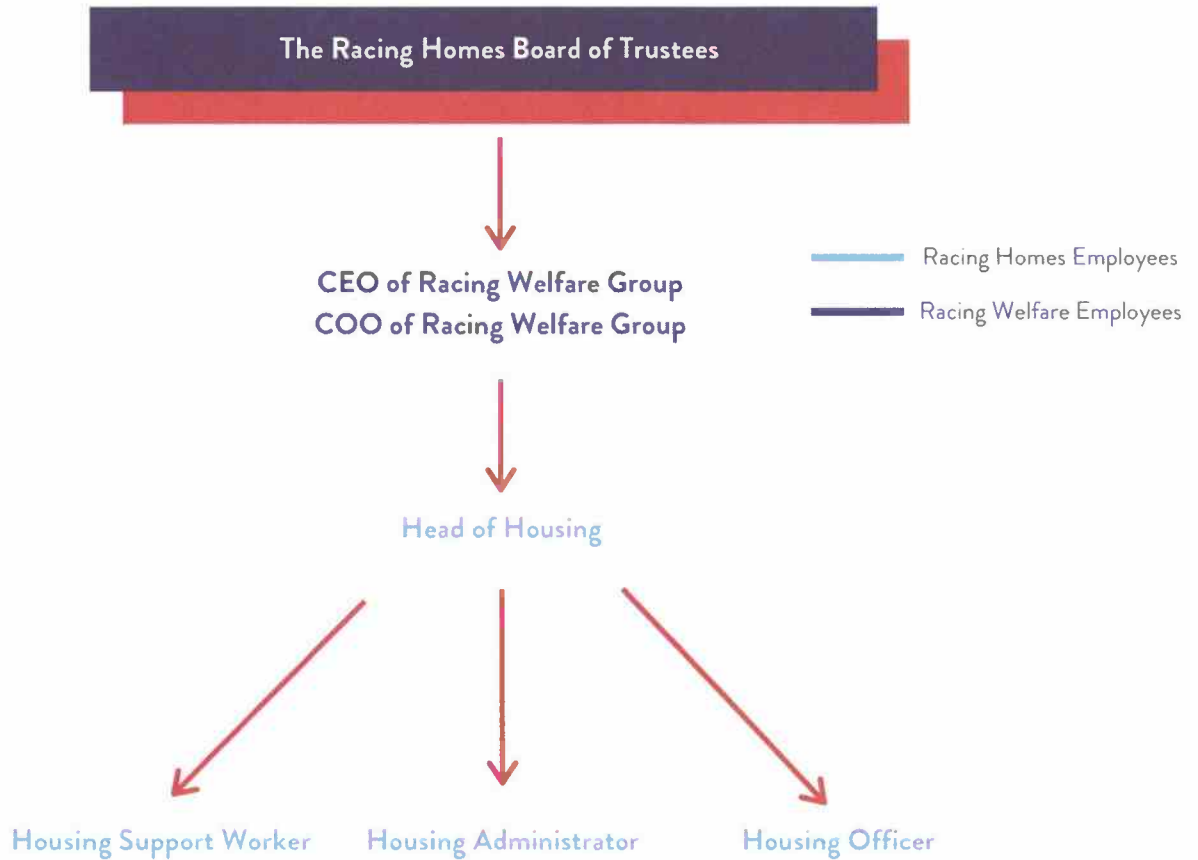 The Racing Homes Board of Trustees
CEO of Racing Welfare Group
COO of Racing Welfare Group
Racing Homes Employees
Racing Welfare Employees
Head of Housing
Housing Support Worker
Housing Administrator
Housing Officer